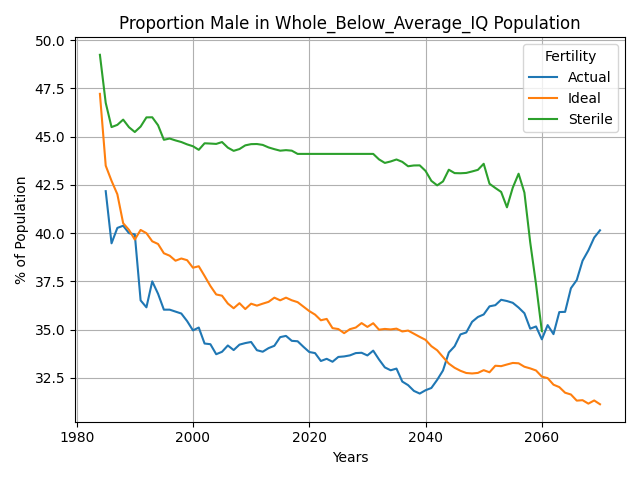 Proportion Male in Whole_Below_Average_IQ Population
50.0
47.5
45.0
42.5
40.0
37.5
35.0
32.5
% of Population
Fertility
Actual
Ideal
Sterile
1980
2000
2020
2040
2060
Years